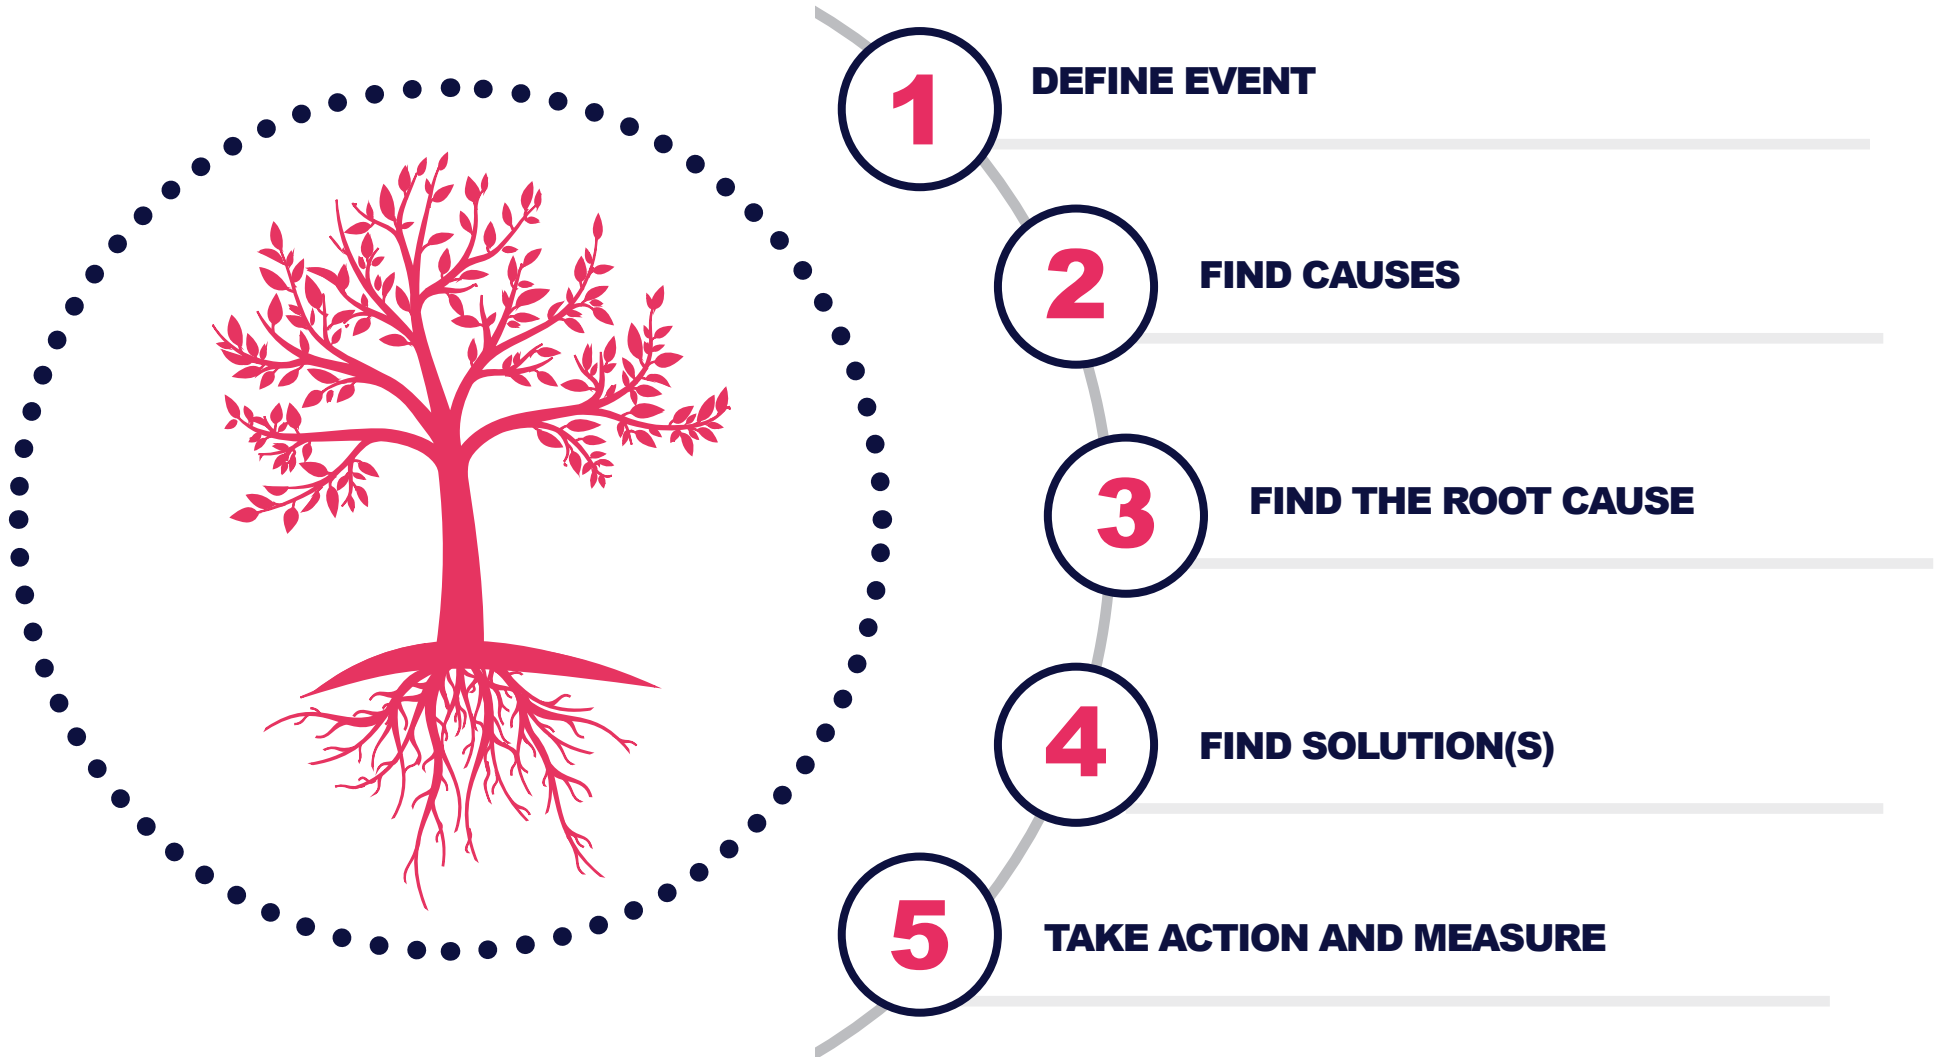 1
DEFINE EVENT
2
FIND CAUSES
3
FIND THE ROOT CAUSE
4
FIND SOLUTION(S)
5
TAKE ACTION AND MEASURE